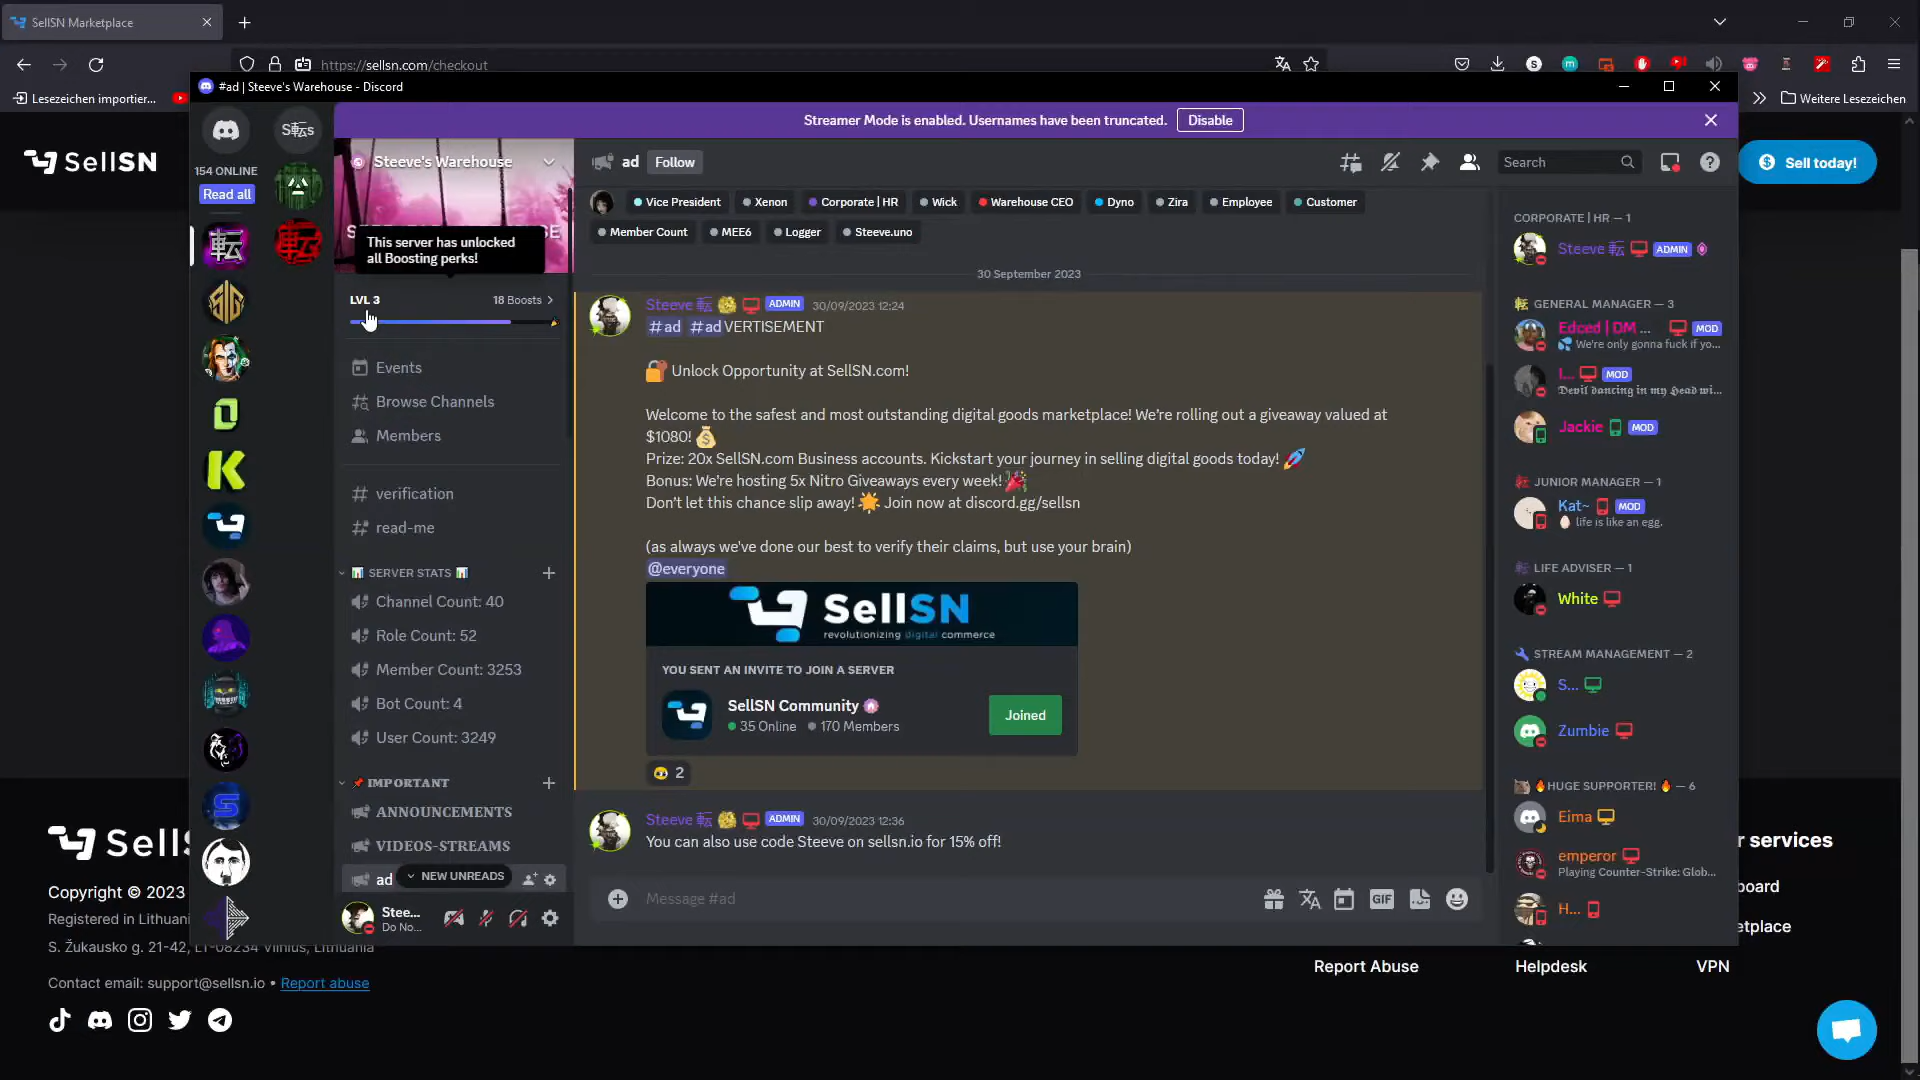 SellSN Marketplace
https://sellsn.com/checkout
Lesezeichen importier...
Weitere Lesezeichen
#ad | Steeve's Warehouse - Discord
Streamer Mode is enabled. Usernames have been truncated.
Disable
SellSN
Sell today!
S転s
154 ONLINE
Read all
転
Steeve's Warehouse
This server has unlocked
all Boosting perks!
LVL 3
18 Boosts
Events
Browse Channels
Members
verification
read-me
SERVER STATS
Channel Count: 40
Role Count: 52
Member Count: 3253
Bot Count: 4
User Count: 3249
IMPORTANT
ANNOUNCEMENTS
VIDEOS-STREAMS
ad
NEW UNREADS
Stee...
Do No...
ad
Follow
Search
Vice President
Xenon
Corporate | HR
Wick
Warehouse CEO
Dyno
Zira
Employee
Customer
Member Count
MEE6
Logger
Steeve.uno
30 September 2023
Steeve 転 ADMIN 30/09/2023 12:24
#ad #adVERTISEMENT
Unlock Opportunity at SellSN.com!
Welcome to the safest and most outstanding digital goods marketplace! We're rolling out a giveaway valued at
$1080!
Prize: 20x SellSN.com Business accounts. Kickstart your journey in selling digital goods today!
Bonus: We're hosting 5x Nitro Giveaways every week!
Don't let this chance slip away! Join now at discord.gg/sellsn
(as always we've done our best to verify their claims, but use your brain)
@everyone
SellSN
revolutionizing digital commerce
YOU SENT AN INVITE TO JOIN A SERVER
SellSN Community
35 Online 170 Members
Joined
2
Steeve 転 ADMIN 30/09/2023 12:36
You can also use code Steeve on sellsn.io for 15% off!
Message #ad
GIF
CORPORATE | HR — 1
Steeve 転 ADMIN
GENERAL MANAGER — 3
Edced | DM ... MOD
We're only gonna fuck if yo...
I... MOD
Devil dancing in my Head wi...
Jackie MOD
JUNIOR MANAGER — 1
Kat~ MOD
life is like an egg.
LIFE ADVISER — 1
White
STREAM MANAGEMENT — 2
S...
Zumbie
HUGE SUPPORTER! — 6
Eima
emperor
Playing Counter-Strike: Glob...
H...
Sells
Copyright © 2023
Registered in Lithuani
S. Žukausko g. 21-42, LT-08234 Vilnius, Lithuania
Contact email: support@sellsn.io • Report abuse
r services
board
etplace
Report Abuse
Helpdesk
VPN